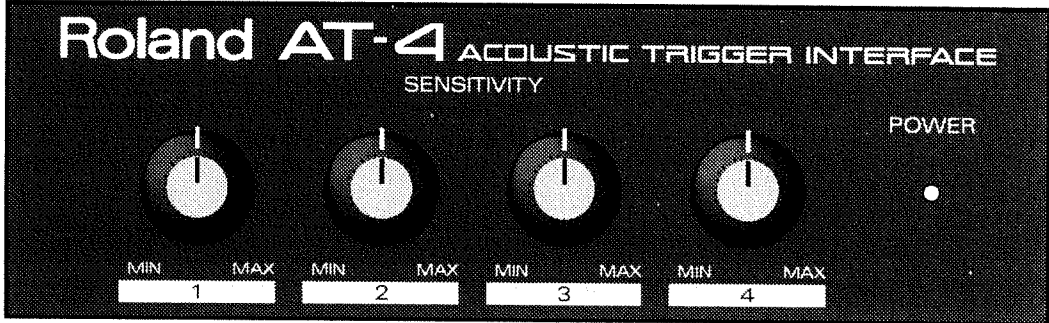 Roland AT-4 ACOUSTIC TRIGGER INTERFACE
SENSITIVITY
POWER
MIN MAX MIN MAX MIN MAX MIN MAX
1 2 3 4